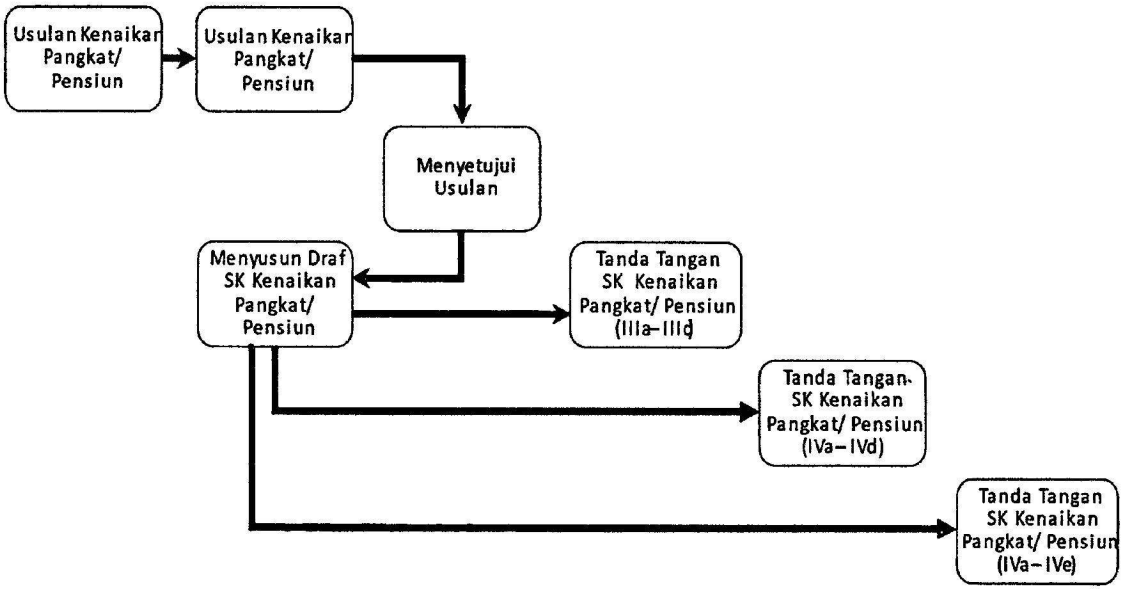 Usulan Kenaikan
Pangkat/
Pensiun
Usulan Kenaikan
Pangkat/
Pensiun
Menyetujui
Usulan
Menyusun Draf
SK Kenaikan
Pangkat/
Pensiun
Tanda Tangan
SK Kenaikan
Pangkat/ Pensiun
(IIIa–IIId)
Tanda Tangan
SK Kenaikan
Pangkat/ Pensiun
(IVa–IVd)
Tanda Tangan
SK Kenaikan
Pangkat/ Pensiun
(IVa–IVe)